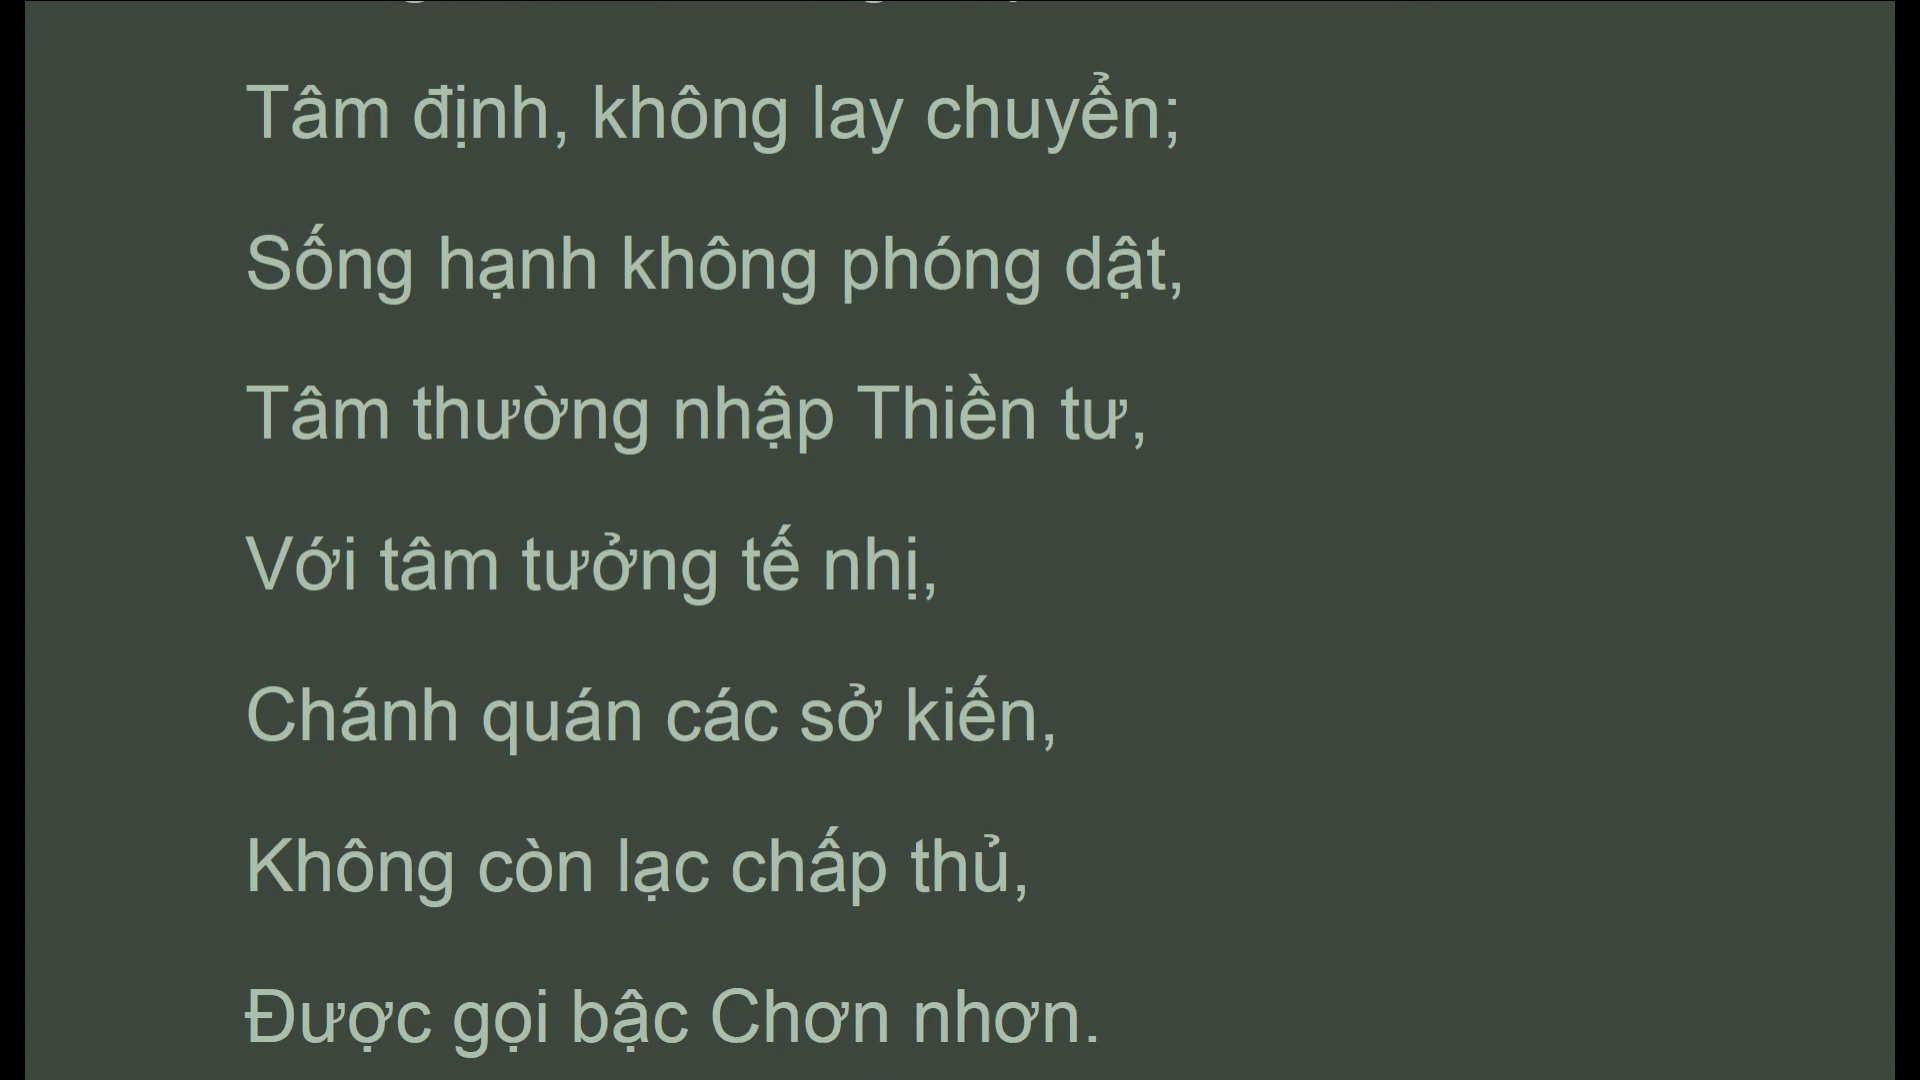 Tâm định, không lay chuyển;
Sống hạnh không phóng dật,
Tâm thường nhập Thiền tư,
Với tâm tưởng tế nhị,
Chánh quán các sở kiến,
Không còn lạc chấp thủ,
Được gọi bậc Chơn nhơn.